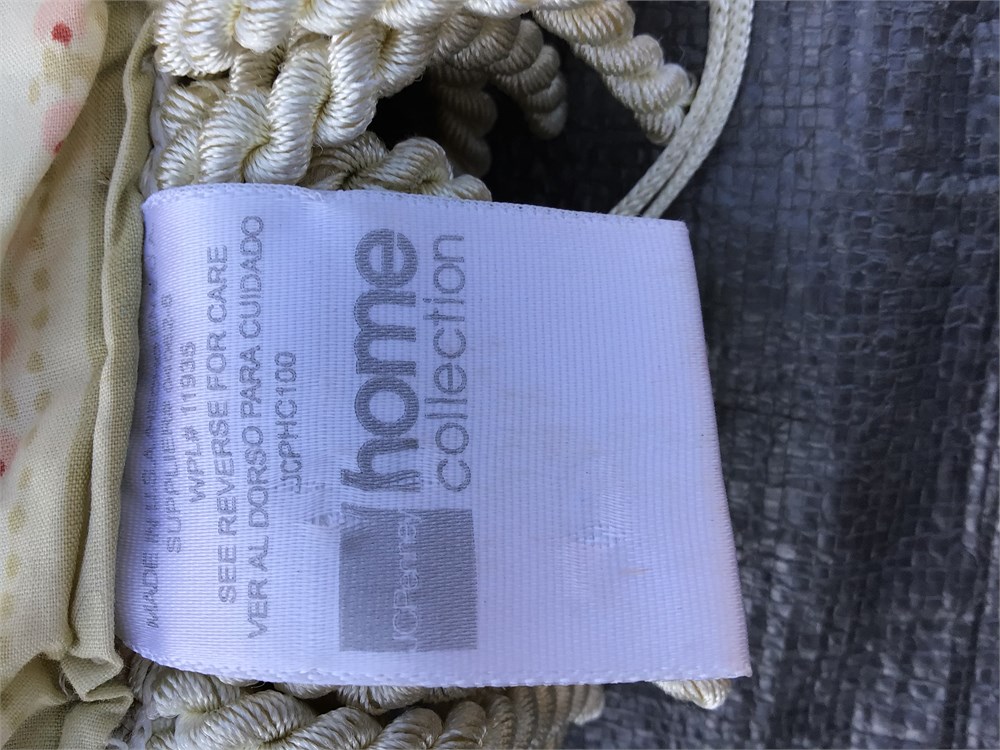 JCPenney
home
collection
JCPHC100
VER AL DORSO PARA CUIDADO
SEE REVERSE FOR CARE
WPL# 11935
SUPPLIER#
MADE IN